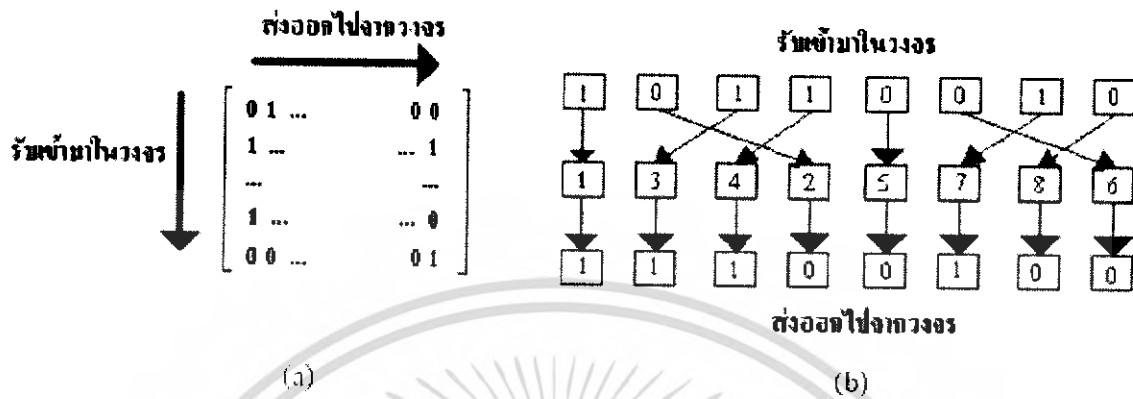 ส่งออกไปจากวงจร
รับเข้ามาในวงจร
0 1 ... 0 0
1 ... ... 1
... ...
1 ... ... 0
0 0 ... 0 1
(a)
รับเข้ามาในวงจร
1 0 1 1 0 0 1 0
1 3 4 2 5 7 8 6
1 1 1 0 0 1 0 0
ส่งออกไปจากวงจร
(b)